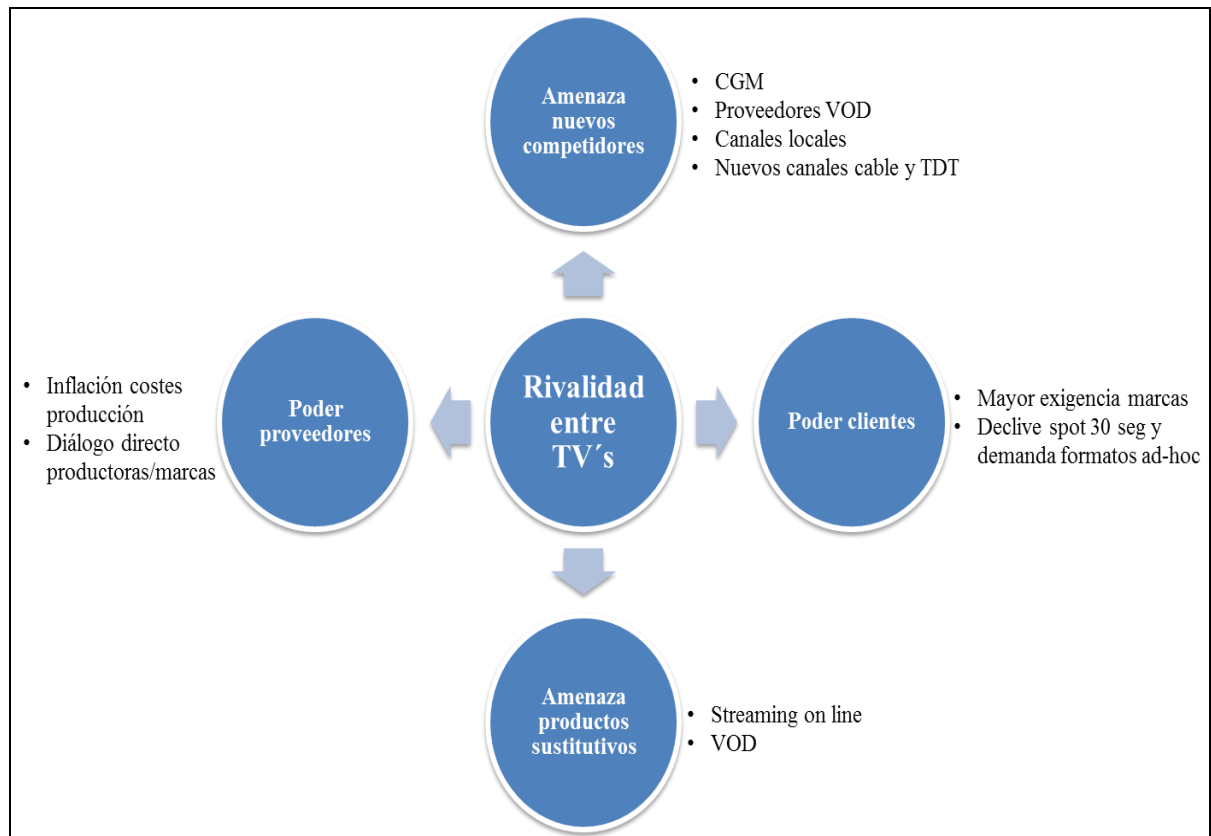 Amenaza
nuevos
competidores
• CGM
• Proveedores VOD
• Canales locales
• Nuevos canales cable y TDT
• Inflación costes
producción
• Diálogo directo
productoras/marcas
Poder
proveedores
Rivalidad
entre
TV´s
Poder clientes
• Mayor exigencia marcas
• Declive spot 30 seg y
demanda formatos ad-hoc
Amenaza
productos
sustitutivos
• Streaming on line
• VOD